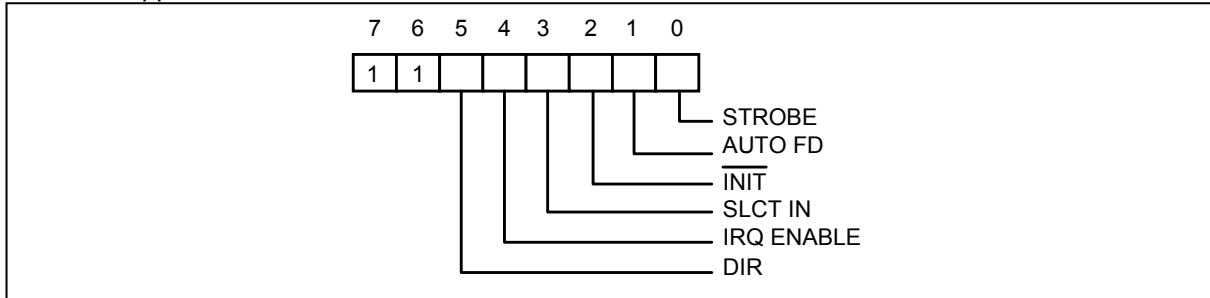 7 6 5 4 3 2 1 0
1 1
STROBE
AUTO FD
INIT
SLCT IN
IRQ ENABLE
DIR